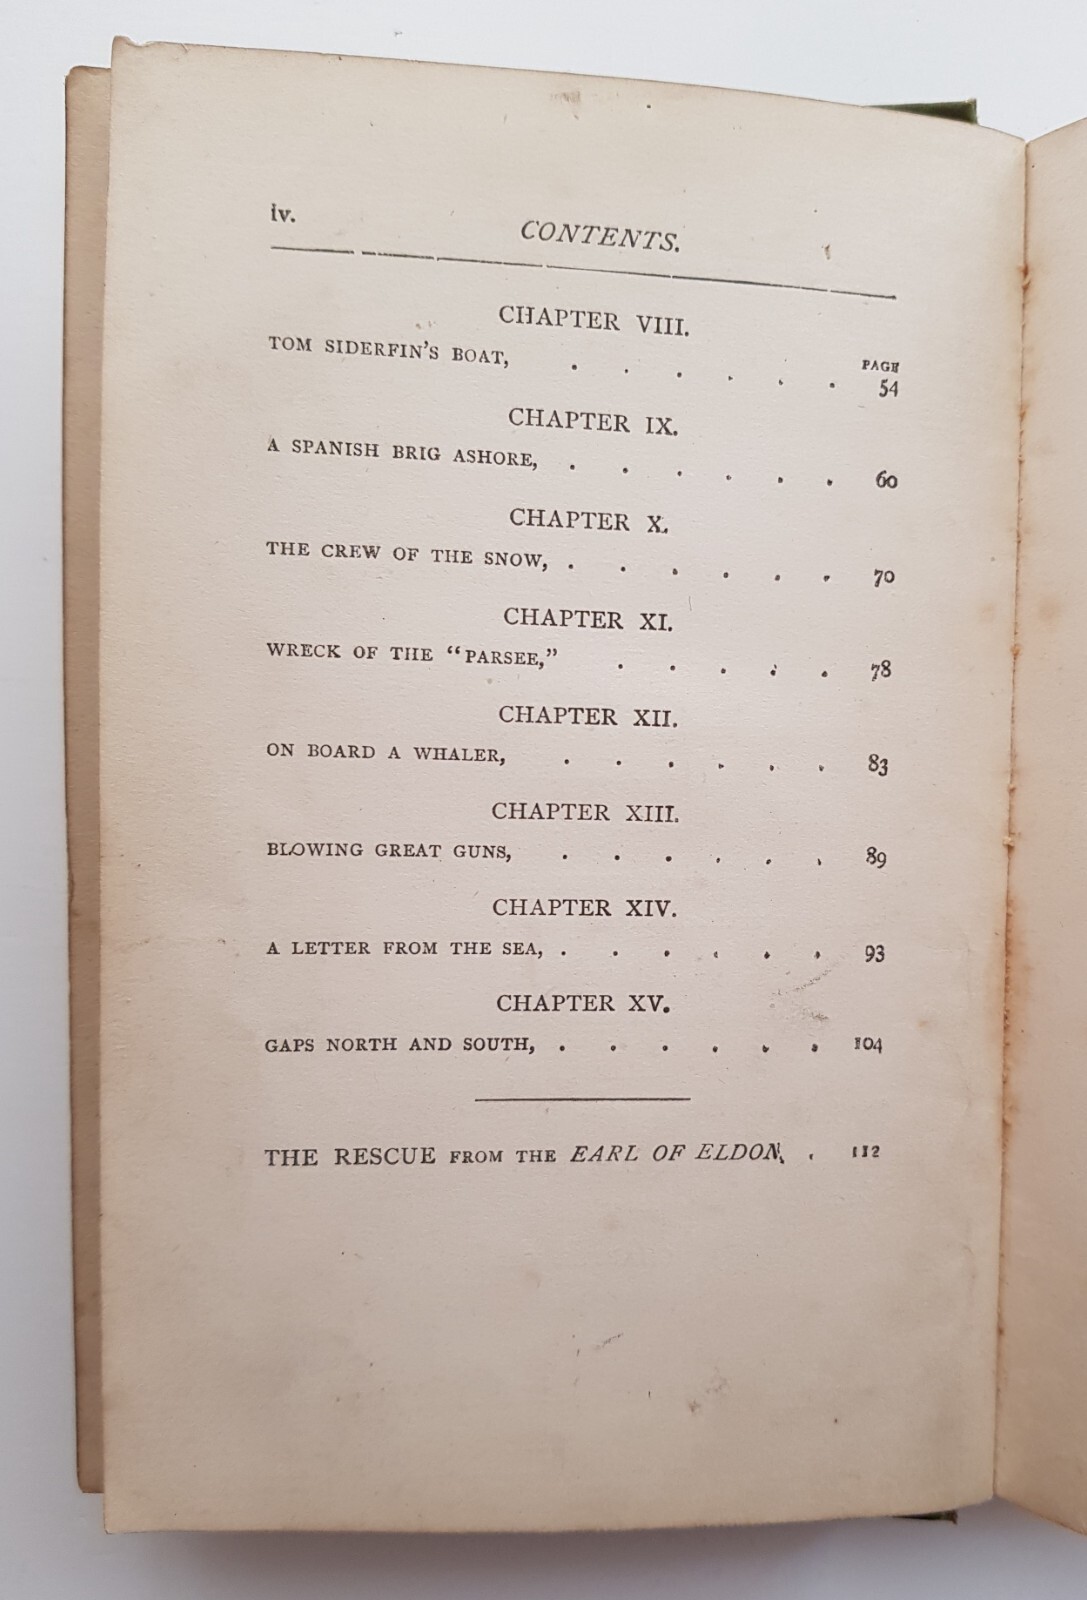 iv. CONTENTS.
CHAPTER VIII.
PAGE
TOM SIDERFIN'S BOAT, . . . . . . 54
CHAPTER IX.
A SPANISH BRIG ASHORE, . . . . . . 60
CHAPTER X.
THE CREW OF THE SNOW, . . . . . . 70
CHAPTER XI.
WRECK OF THE “PARSEE,” . . . . . 78
CHAPTER XII.
ON BOARD A WHALER, . . . . . . 83
CHAPTER XIII.
BLOWING GREAT GUNS, . . . . . . 89
CHAPTER XIV.
A LETTER FROM THE SEA, . . . . . . 93
CHAPTER XV.
GAPS NORTH AND SOUTH, . . . . . . 104
THE RESCUE FROM THE EARL OF ELDON, . 112